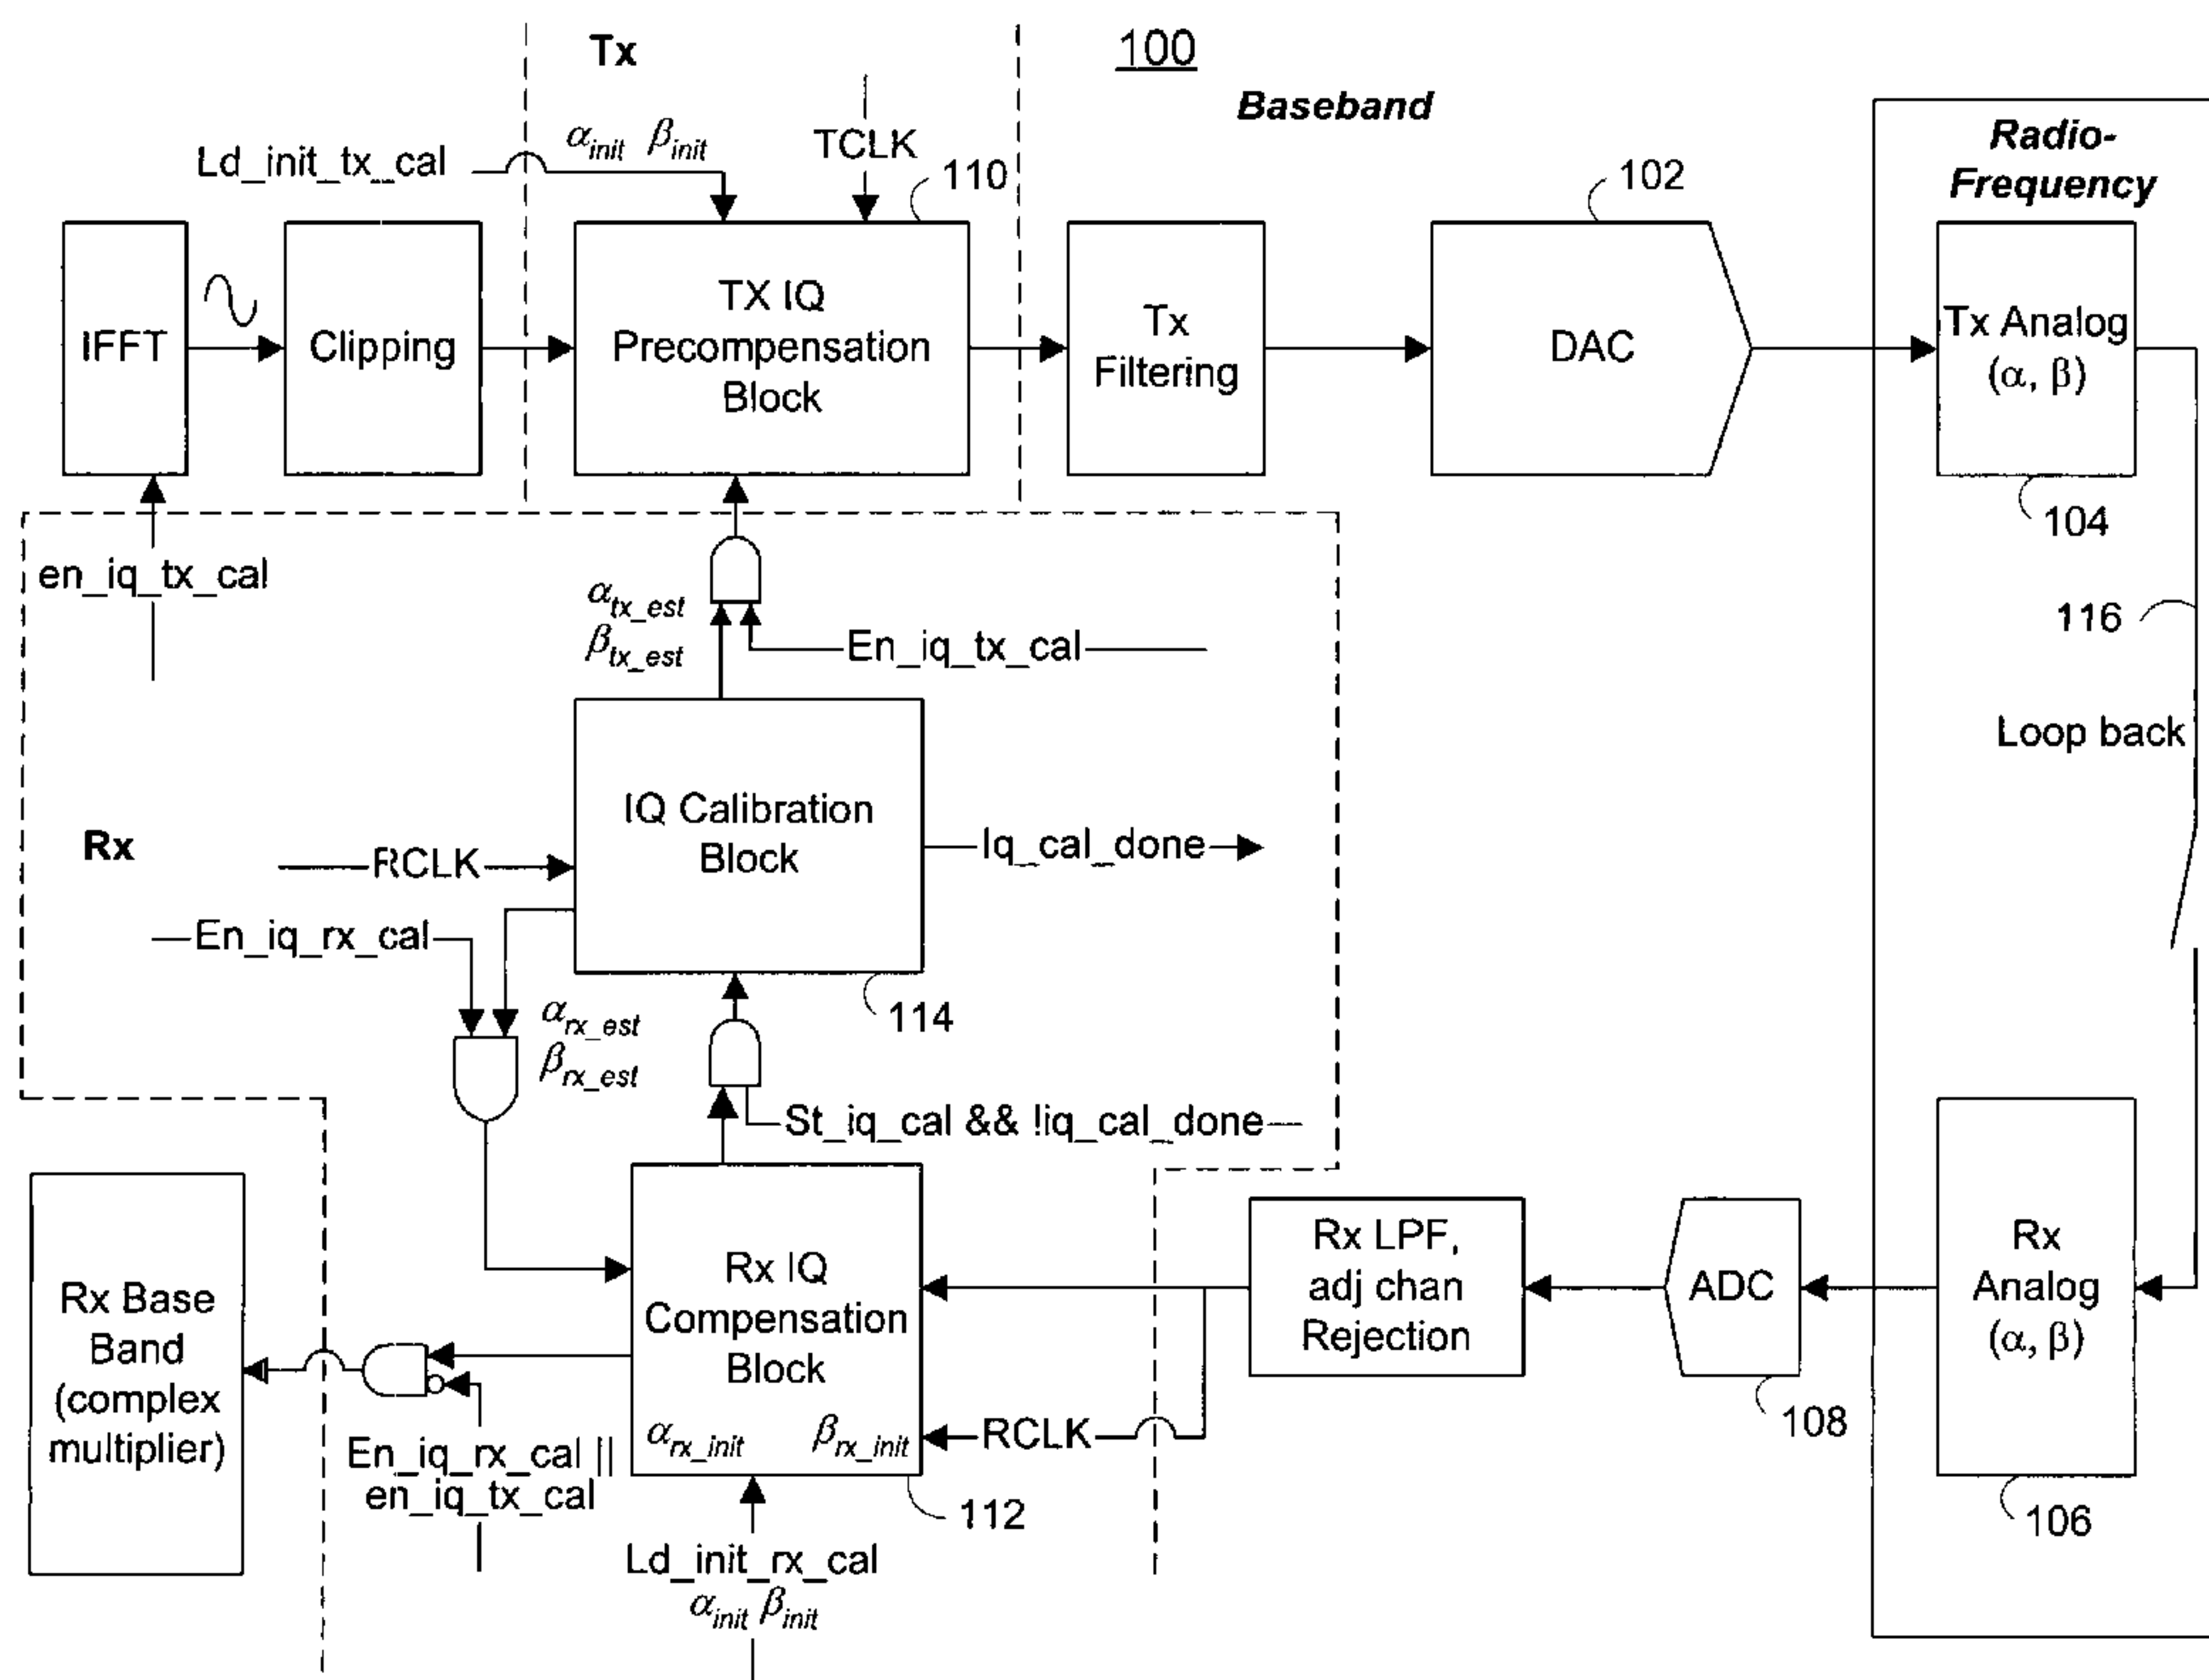 Tx
100
Baseband
Radio-
Frequency
Ld_init_tx_cal
αinit βinit
TCLK
110
102
IFFT
Clipping
TX IQ
Precompensation
Block
Tx
Filtering
DAC
Tx Analog
(α, β)
104
en_iq_tx_cal
αtx_est
βtx_est
En_iq_tx_cal
116
Loop back
Rx
IQ Calibration
Block
RCLK
Iq_cal_done
En_iq_rx_cal
114
αrx_est
βrx_est
St_iq_cal && !iq_cal_done
Rx Base
Band
(complex
multiplier)
Rx IQ
Compensation
Block
αrx_init βrx_init
Rx LPF,
adj chan
Rejection
ADC
Rx
Analog
(α, β)
108
RCLK
En_iq_rx_cal ||
en_iq_tx_cal
112
106
Ld_init_rx_cal
αinit βinit